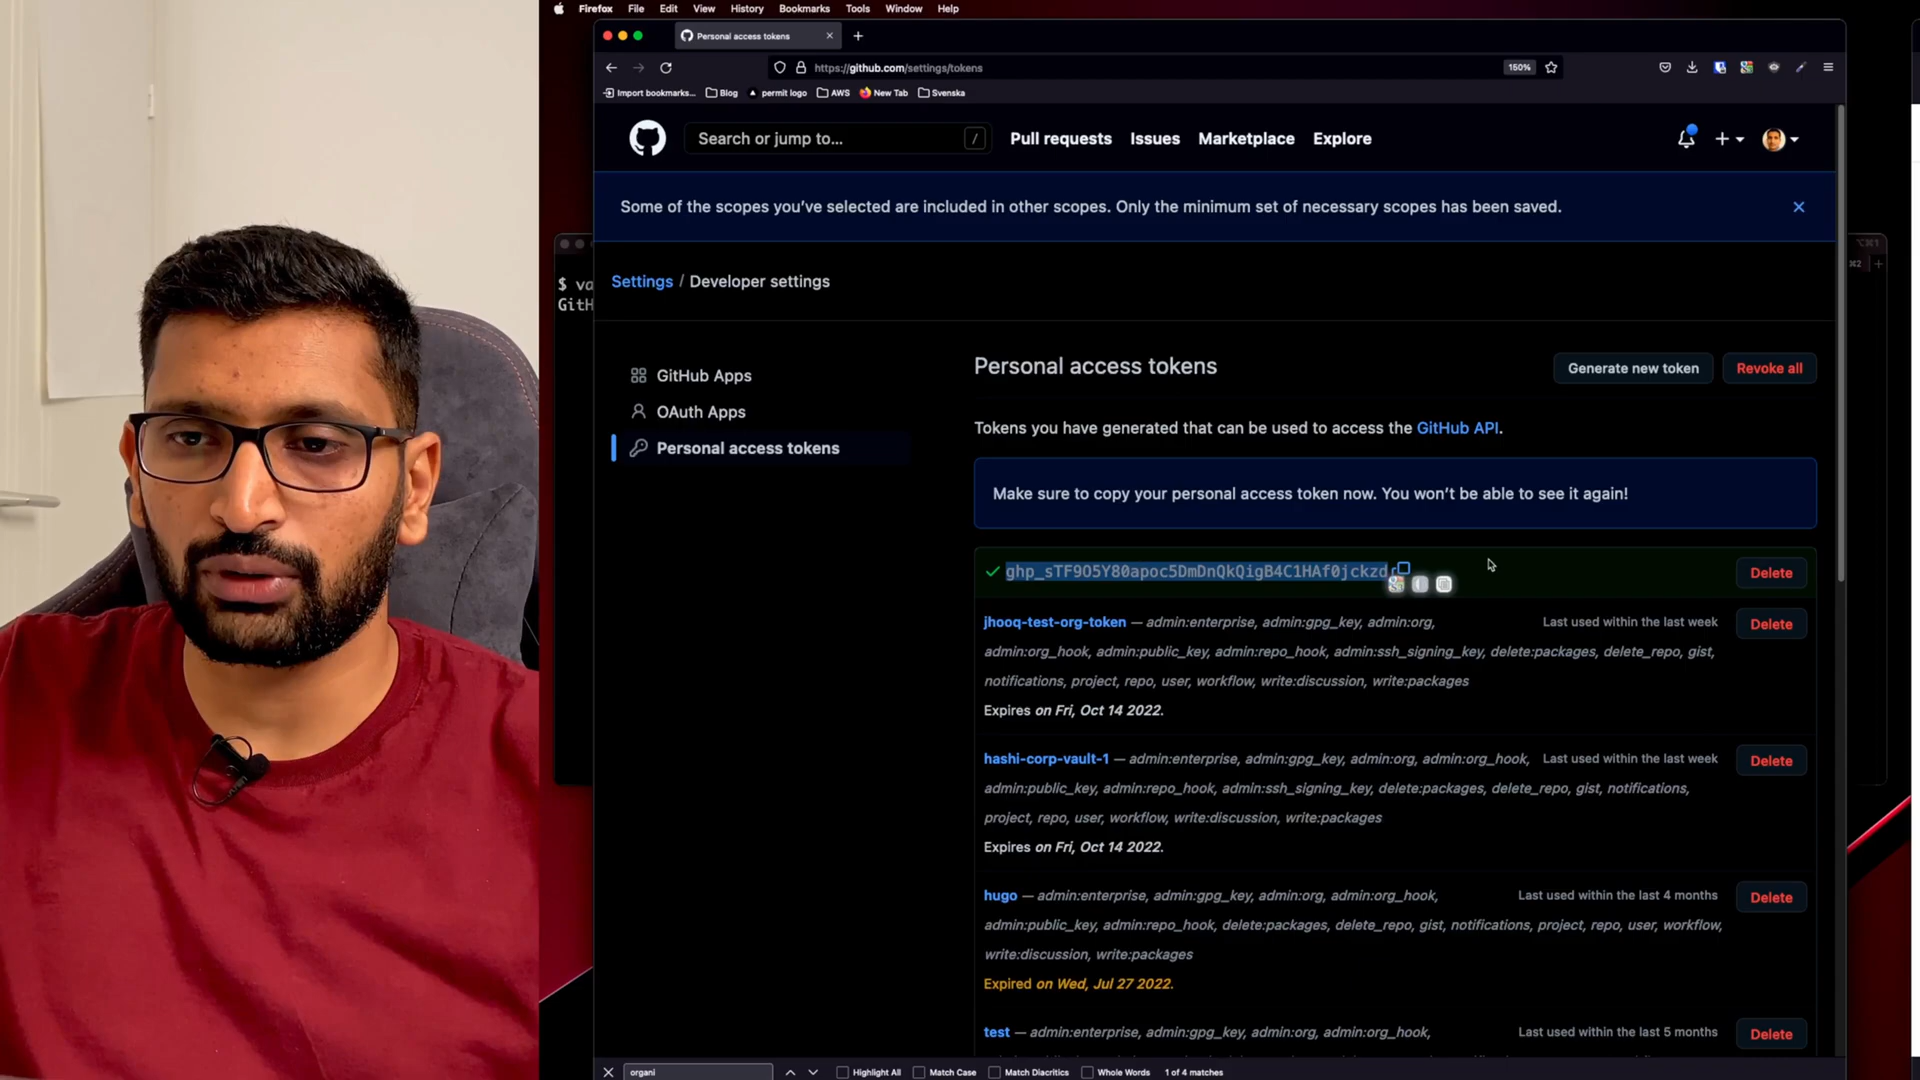 Firefox File Edit View History Bookmarks Tools Window Help
Personal access tokens
https://github.com/settings/tokens
150%
Import bookmarks... Blog permit logo AWS New Tab Svenska
Search or jump to... /
Pull requests Issues Marketplace Explore
Some of the scopes you've selected are included in other scopes. Only the minimum set of necessary scopes has been saved.
⌥⌘1
⌘2
$ va
GitH
Settings / Developer settings
GitHub Apps
OAuth Apps
Personal access tokens
Personal access tokens
Generate new token
Revoke all
Tokens you have generated that can be used to access the GitHub API.
Make sure to copy your personal access token now. You won't be able to see it again!
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
Delete
jhooq-test-org-token — admin:enterprise, admin:gpg_key, admin:org, Last used within the last week Delete
admin:org_hook, admin:public_key, admin:repo_hook, admin:ssh_signing_key, delete:packages, delete_repo, gist,
notifications, project, repo, user, workflow, write:discussion, write:packages
Expires on Fri, Oct 14 2022.
hashi-corp-vault-1 — admin:enterprise, admin:gpg_key, admin:org, admin:org_hook, Last used within the last week Delete
admin:public_key, admin:repo_hook, admin:ssh_signing_key, delete:packages, delete_repo, gist, notifications,
project, repo, user, workflow, write:discussion, write:packages
Expires on Fri, Oct 14 2022.
hugo — admin:enterprise, admin:gpg_key, admin:org, admin:org_hook, Last used within the last 4 months Delete
admin:public_key, admin:repo_hook, delete:packages, delete_repo, gist, notifications, project, repo, user, workflow,
write:discussion, write:packages
Expired on Wed, Jul 27 2022.
test — admin:enterprise, admin:gpg_key, admin:org, admin:org_hook, Last used within the last 5 months Delete
organi
Highlight All Match Case Match Diacritics Whole Words 1 of 4 matches